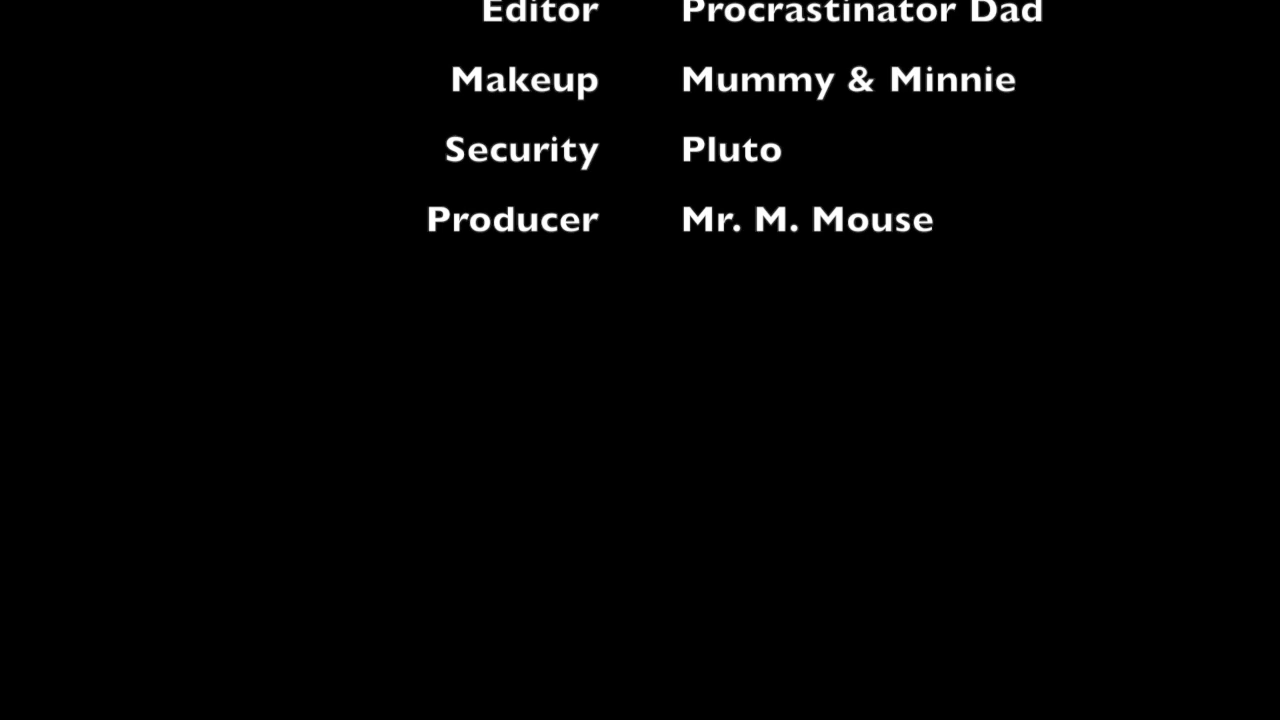 Editor Procrastinator Dad
Makeup Mummy & Minnie
Security Pluto
Producer Mr. M. Mouse